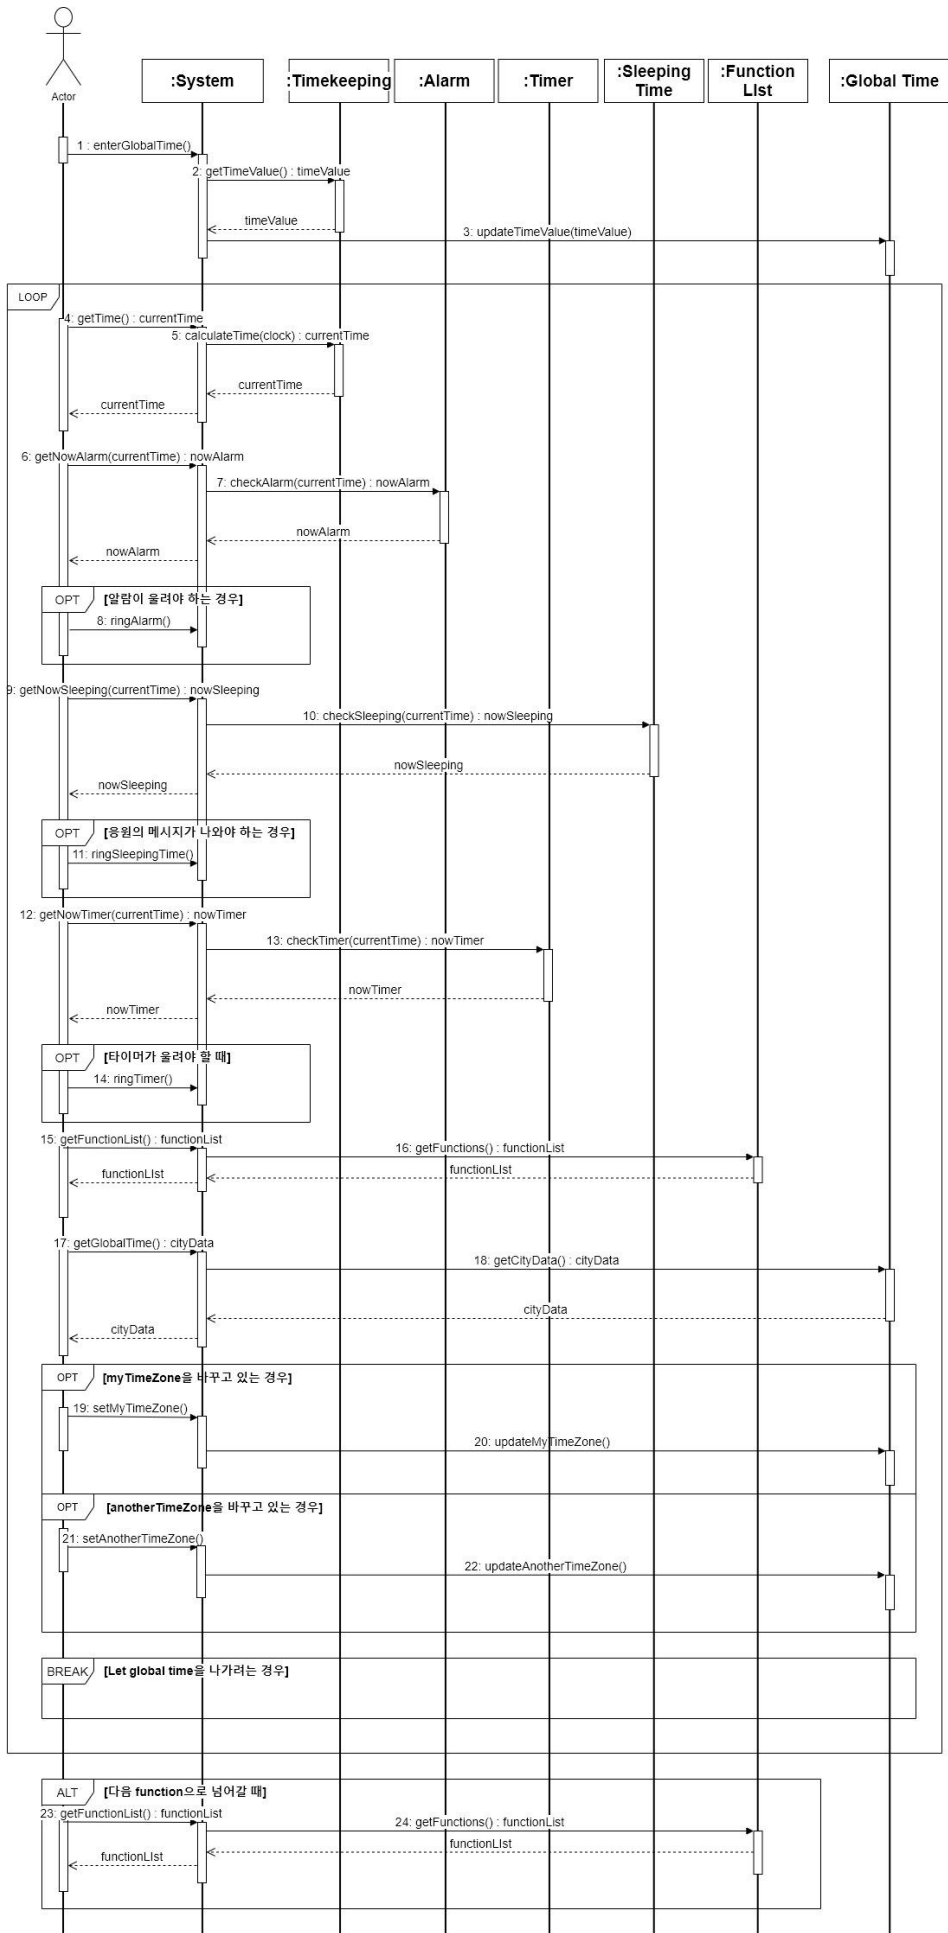 Actor
:System
:Timekeeping
:Alarm
:Timer
:Sleeping
Time
:Function
LIst
:Global Time
1 : enterGlobalTime()
2: getTimeValue() : timeValue
timeValue
3: updateTimeValue(timeValue)
LOOP
4: getTime() : currentTime
5: calculateTime(clock) : currentTime
currentTime
currentTime
6: getNowAlarm(currentTime) : nowAlarm
7: checkAlarm(currentTime) : nowAlarm
nowAlarm
nowAlarm
OPT
[알람이 울려야 하는 경우]
8: ringAlarm()
9: getNowSleeping(currentTime) : nowSleeping
10: checkSleeping(currentTime) : nowSleeping
nowSleeping
nowSleeping
OPT
[응원의 메시지가 나와야 하는 경우]
11: ringSleepingTime()
12: getNowTimer(currentTime) : nowTimer
13: checkTimer(currentTime) : nowTimer
nowTimer
nowTimer
OPT
[타이머가 울려야 할 때]
14: ringTimer()
15: getFunctionList() : functionList
16: getFunctions() : functionList
functionLIst
functionLIst
17: getGlobalTime() : cityData
18: getCityData() : cityData
cityData
cityData
OPT
[myTimeZone을 바꾸고 있는 경우]
19: setMyTimeZone()
20: updateMyTimeZone()
OPT
[anotherTimeZone을 바꾸고 있는 경우]
21: setAnotherTimeZone()
22: updateAnotherTimeZone()
BREAK
[Let global time을 나가려는 경우]
ALT
[다음 function으로 넘어갈 때]
23: getFunctionList() : functionList
24: getFunctions() : functionList
functionLIst
functionLIst